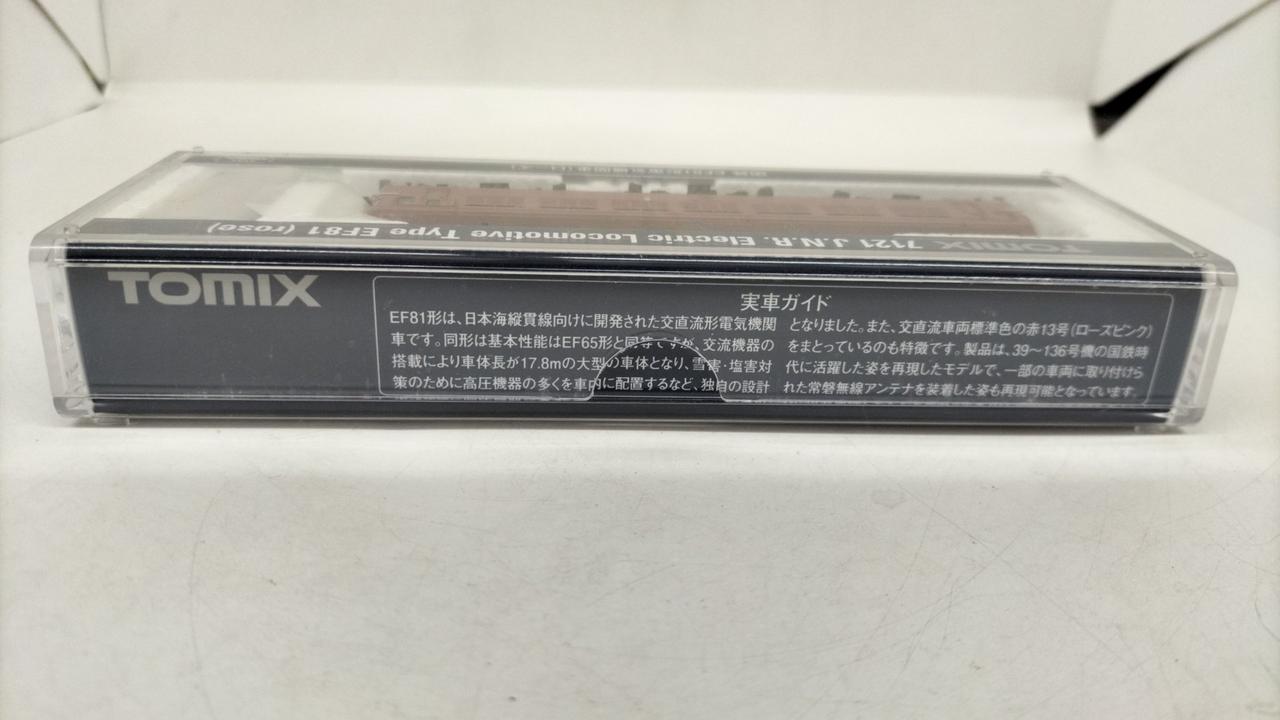 TOMIX 7121 J.N.R. Electric Locomotive Type EF81 (rose)
TOMIX
実車ガイド
EF81形は、日本海縦貫線向けに開発された交直流形電気機関
車です。同形は基本性能はEF65形と同等ですが、交流機器の
搭載により車体長が17.8mの大型の車体となり、雪害・塩害対
策のために高圧機器の多くを車内に配置するなど、独自の設計
となりました。また、交直流車両標準色の赤13号(ローズピンク)
をまとっているのも特徴です。製品は、39～136号機の国鉄時
代に活躍した姿を再現したモデルで、一部の車両に取り付けら
れた常磐無線アンテナを装着した姿も再現可能となっています。